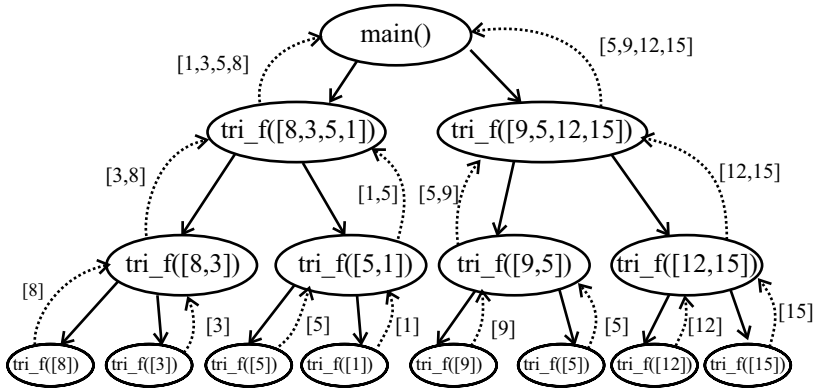 main()
[1,3,5,8]
[5,9,12,15]
tri_f([8,3,5,1])
tri_f([9,5,12,15])
[3,8]
[1,5]
[5,9]
[12,15]
tri_f([8,3])
tri_f([5,1])
tri_f([9,5])
tri_f([12,15])
[8]
[3]
[5]
[1]
[9]
[5]
[12]
[15]
tri_f([8])
tri_f([3])
tri_f([5])
tri_f([1])
tri_f([9])
tri_f([5])
tri_f([12])
tri_f([15])